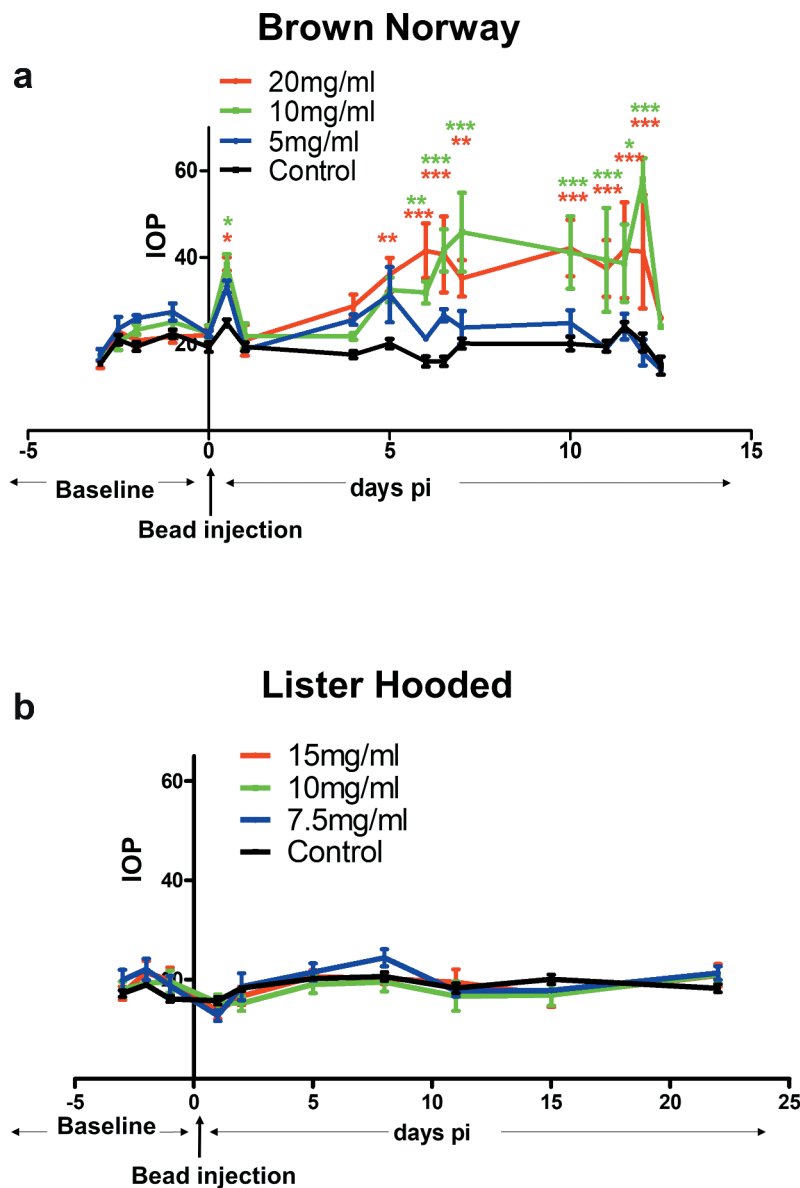 Brown Norway
a
20mg/ml
10mg/ml
5mg/ml
Control
*** 
***
***
**
***
***
**
***
*
*
**
***
***
***
***
*
***
***
***
IOP
60
40
20
-5 0 5 10 15
Baseline
days pi
Bead injection
Lister Hooded
b
15mg/ml
10mg/ml
7.5mg/ml
Control
IOP
60
40
20
-5 0 5 10 15 20 25
Baseline
days pi
Bead injection